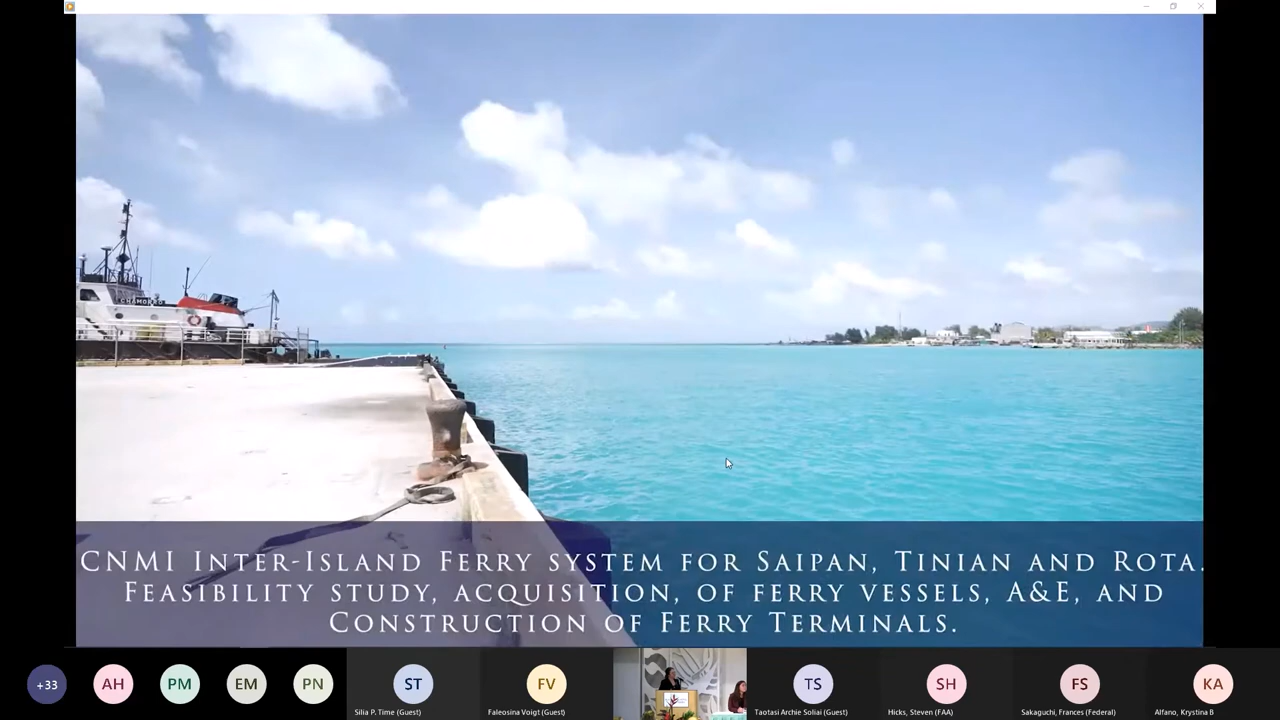 CHAMORRO
CNMI Inter-Island Ferry system for Saipan, Tinian and Rota.
Feasibility study, acquisition, of ferry vessels, A&E, and
Construction of Ferry Terminals.
+33
AH
PM
EM
PN
ST
FV
TS
SH
FS
KA
Silia P. Time (Guest)
Faleosina Voigt (Guest)
Taotasi Archie Soliai (Guest)
Hicks, Steven (FAA)
Sakaguchi, Frances (Federal)
Alfano, Krystina B